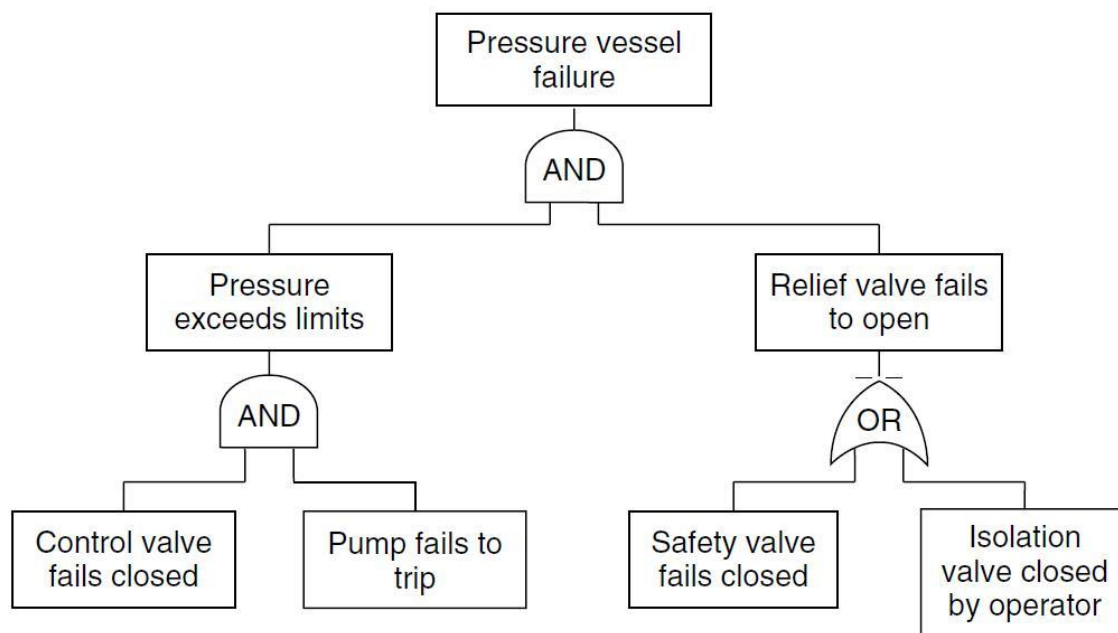 Pressure vessel
failure
AND
Pressure
exceeds limits
Relief valve fails
to open
AND
OR
Control valve
fails closed
Pump fails to
trip
Safety valve
fails closed
Isolation
valve closed
by operator